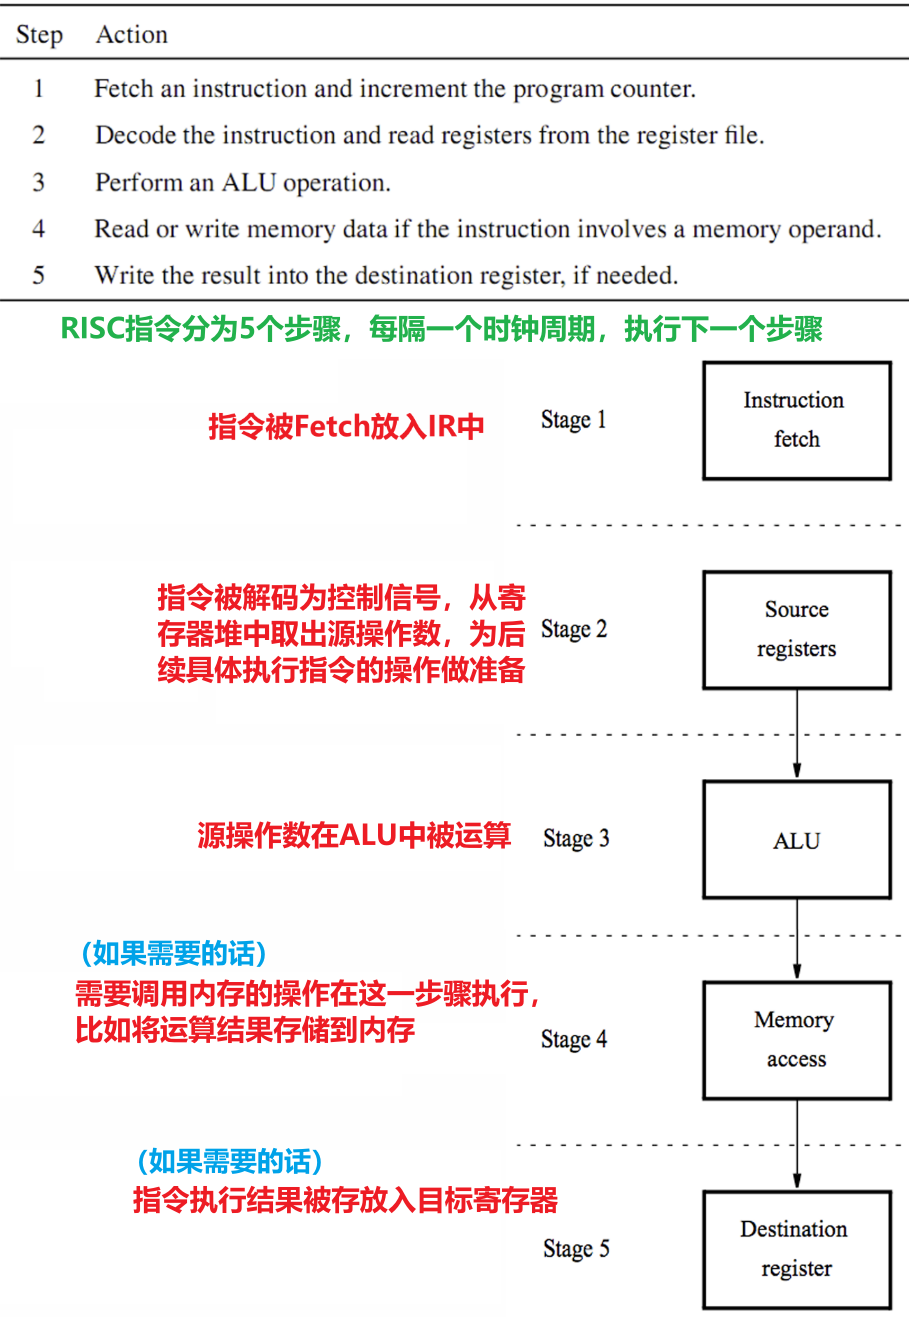 Step Action
1 Fetch an instruction and increment the program counter.
2 Decode the instruction and read registers from the register file.
3 Perform an ALU operation.
4 Read or write memory data if the instruction involves a memory operand.
5 Write the result into the destination register, if needed.
RISC指令分为5个步骤，每隔一个时钟周期，执行下一个步骤
指令被Fetch放入IR中
Stage 1
Instruction
fetch
指令被解码为控制信号，从寄
存器堆中取出源操作数，为后
续具体执行指令的操作做准备
Stage 2
Source
registers
源操作数在ALU中被运算
Stage 3
ALU
（如果需要的话）
需要调用内存的操作在这一步骤执行，
比如将运算结果存储到内存
Stage 4
Memory
access
（如果需要的话）
指令执行结果被存放入目标寄存器
Stage 5
Destination
register